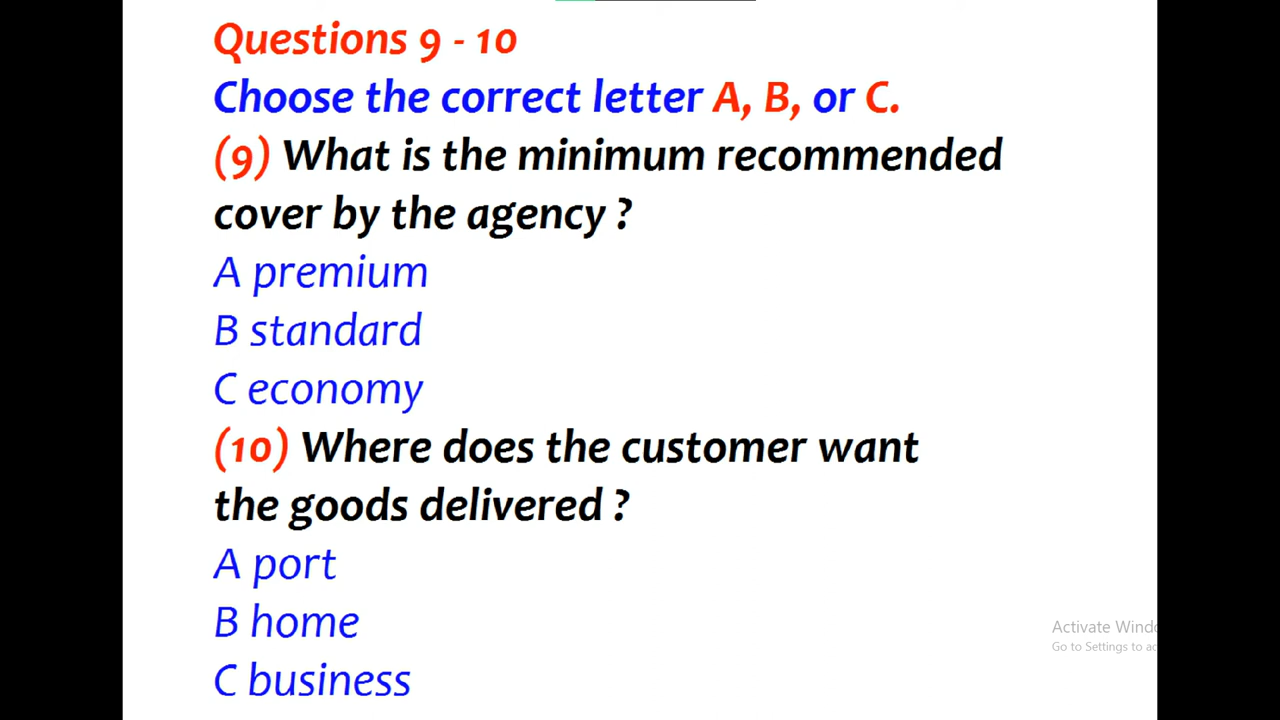 Questions 9 - 10
Choose the correct letter A, B, or C.
(9) What is the minimum recommended
cover by the agency ?
A premium
B standard
C economy
(10) Where does the customer want
the goods delivered ?
A port
B home
C business
Activate Windo
Go to Settings to ac